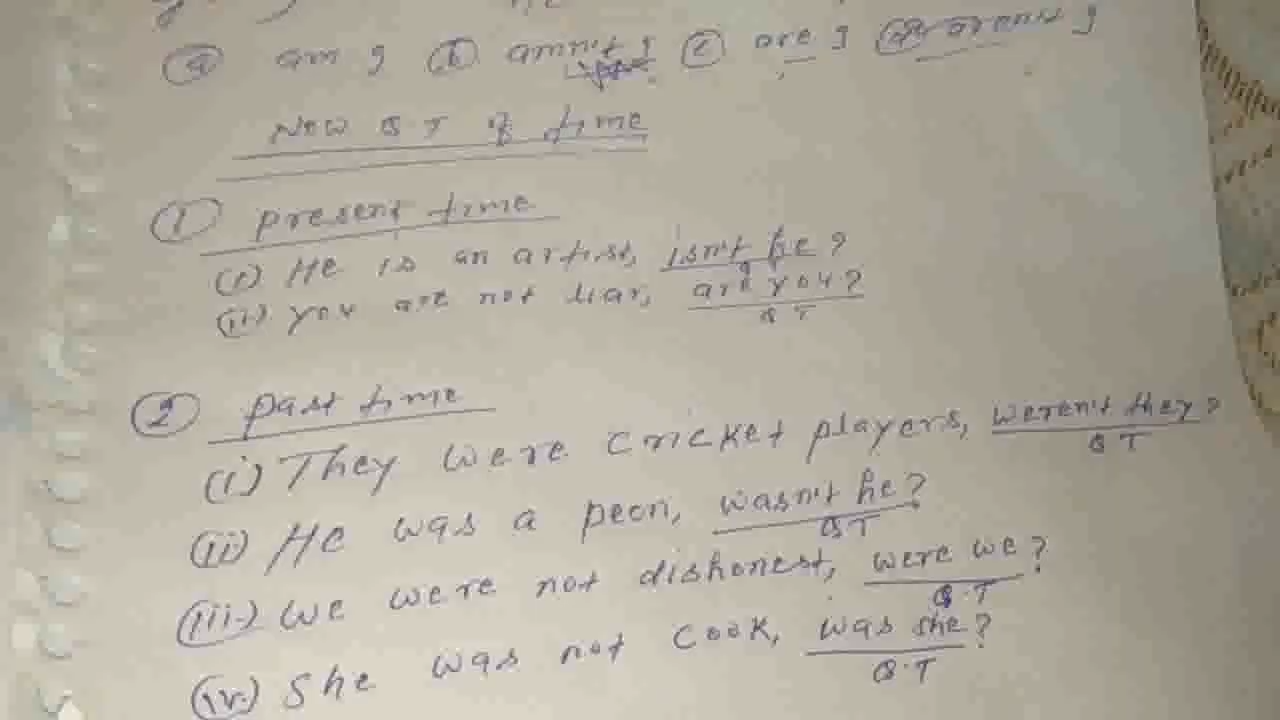 (a) am I (b) amn't I (c) are I (d) aren't I
New Q.T of time
(1) present time
(i) He is an artist, isn't he?
(ii) you are not liar, are you?
Q T
(2) past time
(i) They were cricket players, weren't they?
Q T
(ii) He was a peon, wasn't he?
QT
(iii) we were not dishonest, were we?
Q.T
(iv.) She was not cook, was she?
Q.T